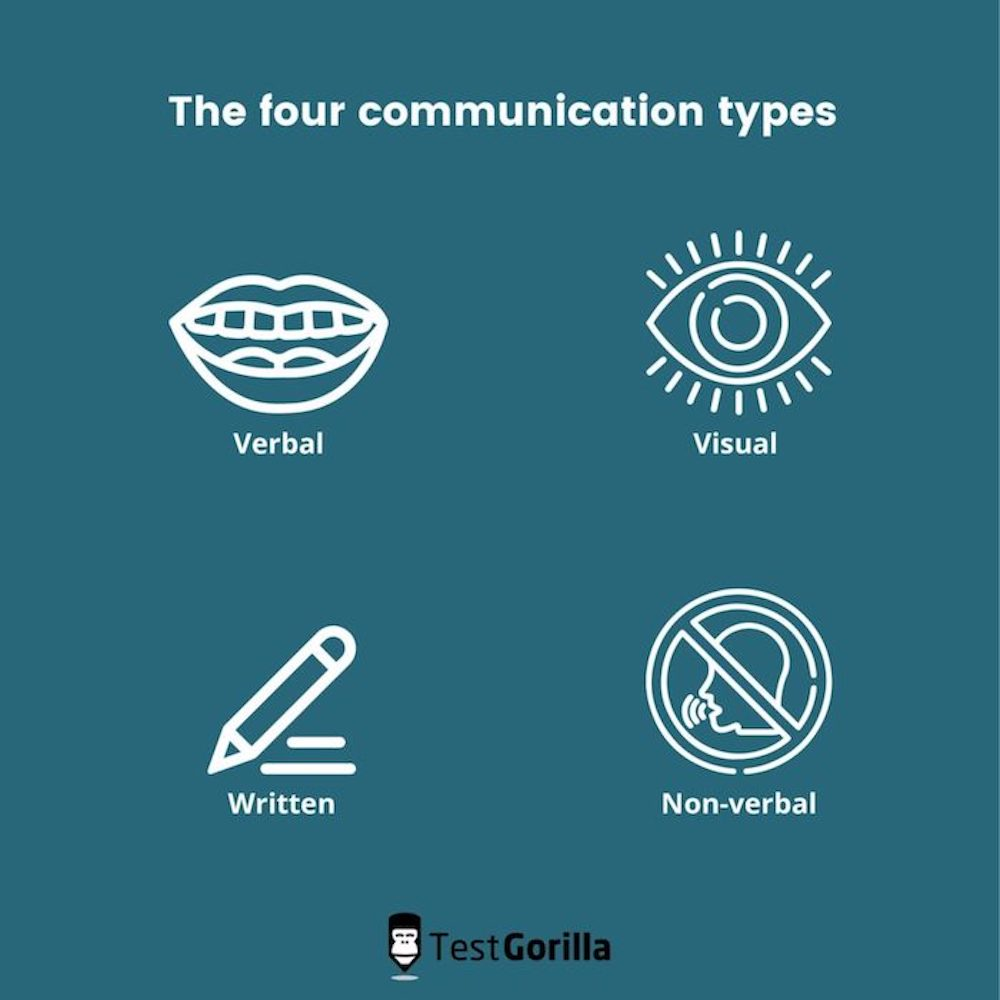 The four communication types
Verbal
Visual
Written
Non-verbal
TestGorilla